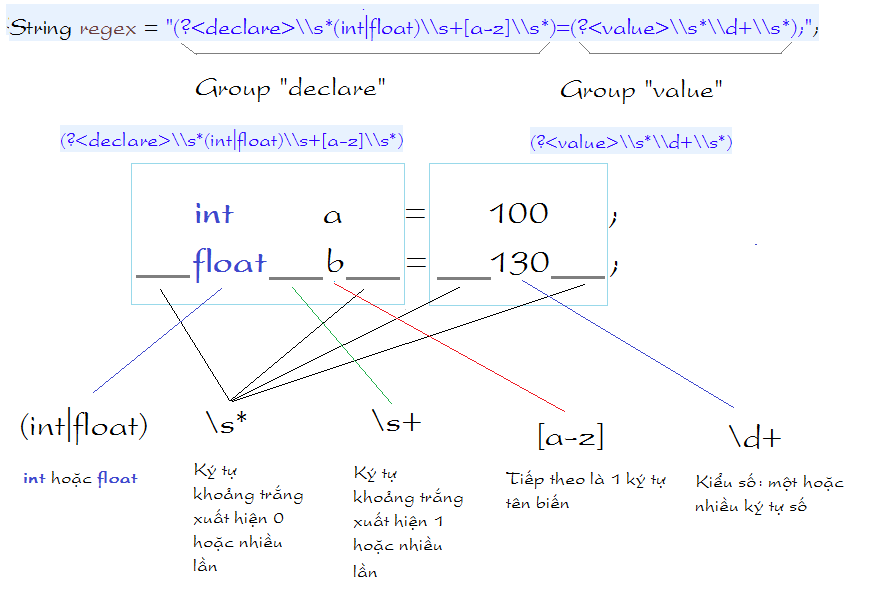 String regex = "(?<declare>\\s*(int|float)\\s+[a-z]\\s*)=(?<value>\\s*\\d+\\s*);";
Group "declare"
Group "value"
(?<declare>\\s*(int|float)\\s+[a-z]\\s*)
(?<value>\\s*\\d+\\s*)
int a = 100 ;
float b = 130 ;
(int|float)
int hoặc float
\s*
Ký tự
khoảng trắng
xuất hiện 0
hoặc nhiều
lần
\s+
Ký tự
khoảng trắng
xuất hiện 1
hoặc nhiều
lần
[a-z]
Tiếp theo là 1 ký tự
tên biến
\d+
Kiểu số: một hoặc
nhiều ký tự số